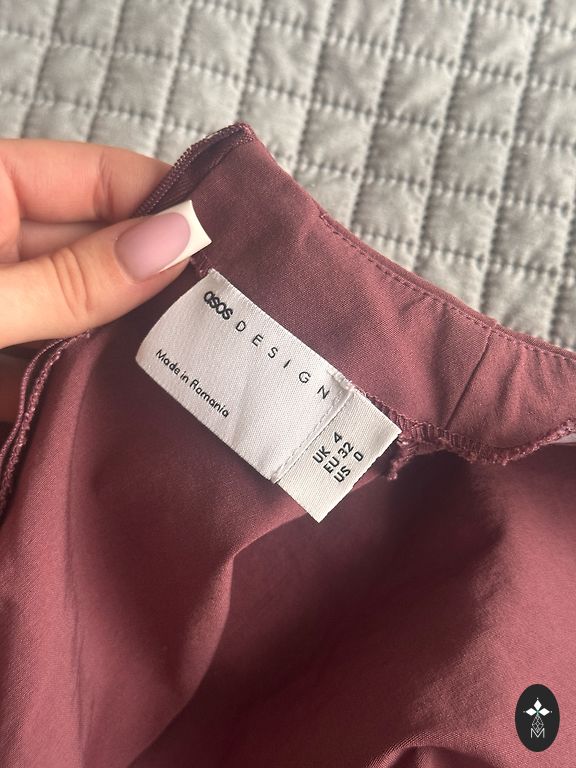 asos DESIGN
Made in Romania
UK 4
EU 32
US 0
M